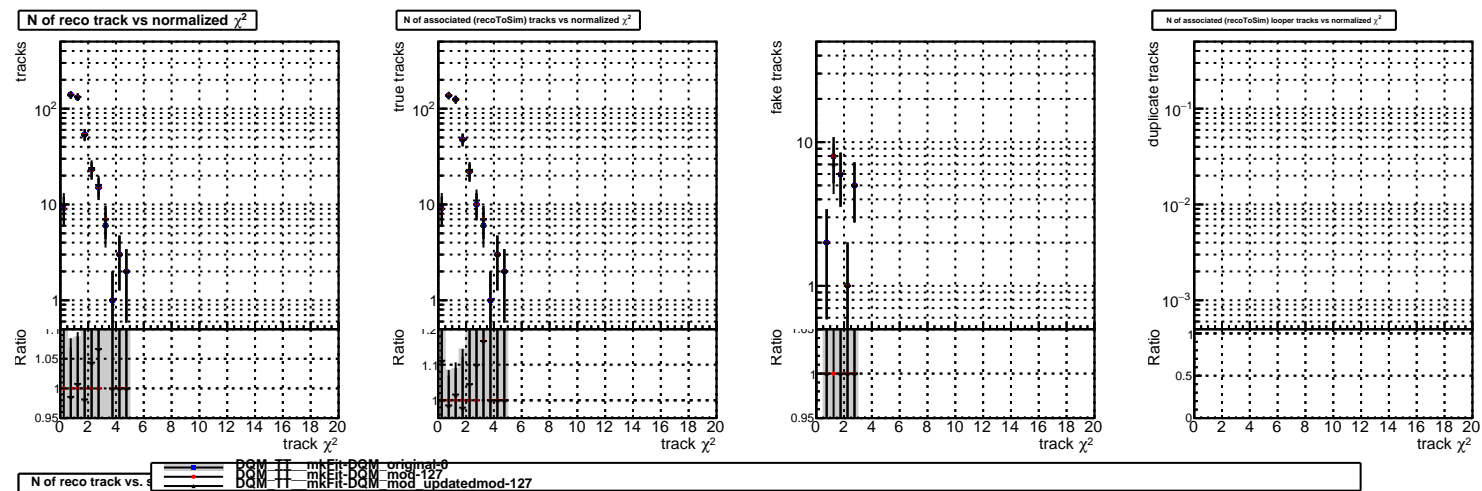 N of reco track vs normalized χ²
tracks
10²
10
1
1.1
1.05
1
0.95
Ratio
0 2 4 6 8 10 12 14 16 18 20
track χ²
N of associated (recoToSim) tracks vs normalized χ²
true tracks
10²
10
1
1.2
1.1
1
Ratio
0 2 4 6 8 10 12 14 16 18 20
track χ²
fake tracks
10
1
1.05
1
0.95
Ratio
0 2 4 6 8 10 12 14 16 18 20
track χ²
N of associated (recoToSim) looper tracks vs normalized χ²
duplicate tracks
10⁻¹
10⁻²
10⁻³
1
0.5
0
Ratio
0 2 4 6 8 10 12 14 16 18 20
track χ²
N of reco track vs. s
DQM_TT__mkFit-DQM_original-0
DQM_TT__mkFit-DQM_mod-127
DQM_TT__mkFit-DQM_mod_updatedmod-127